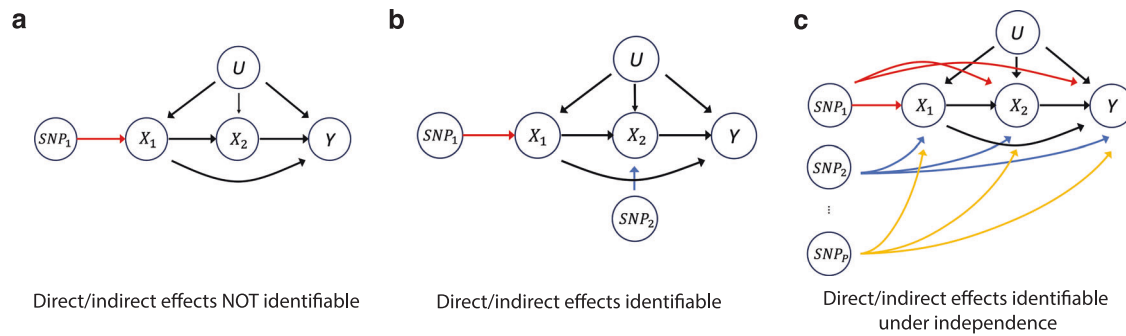 a
U
SNP₁
X₁
X₂
Y
Direct/indirect effects NOT identifiable
b
U
SNP₁
X₁
X₂
Y
SNP₂
Direct/indirect effects identifiable
c
U
SNP₁
X₁
X₂
Y
SNP₂
...
SNPₚ
Direct/indirect effects identifiable
under independence